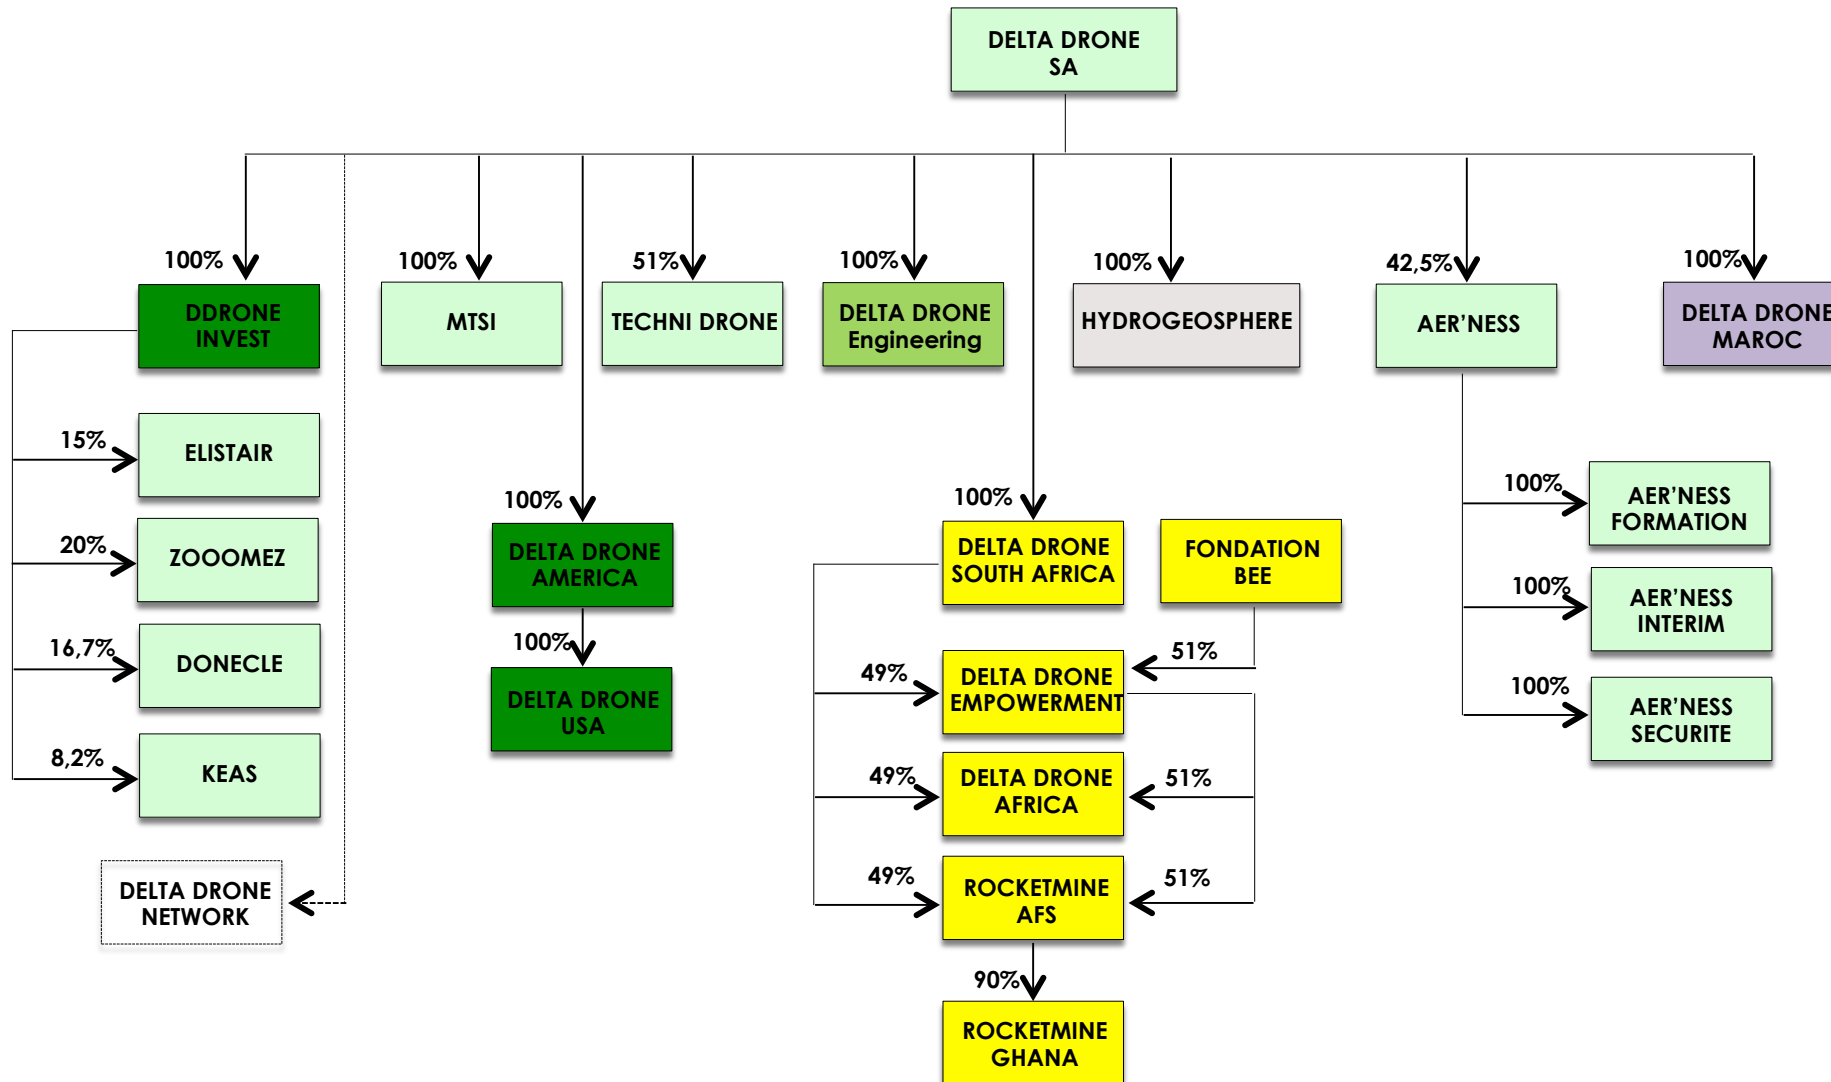 DELTA DRONE
SA
100%
100%
51%
100%
100%
42,5%
100%
DDRONE
INVEST
MTSI
TECHNI DRONE
DELTA DRONE
Engineering
HYDROGEOSPHERE
AER’NESS
DELTA DRONE
MAROC
15%
ELISTAIR
20%
ZOOOMEZ
16,7%
DONECLE
8,2%
KEAS
DELTA DRONE
NETWORK
100%
DELTA DRONE
AMERICA
100%
DELTA DRONE
USA
100%
DELTA DRONE
SOUTH AFRICA
FONDATION
BEE
49%
DELTA DRONE
EMPOWERMENT
51%
49%
DELTA DRONE
AFRICA
51%
49%
ROCKETMINE
AFS
51%
90%
ROCKETMINE
GHANA
100%
AER’NESS
FORMATION
100%
AER’NESS
INTERIM
100%
AER’NESS
SECURITE